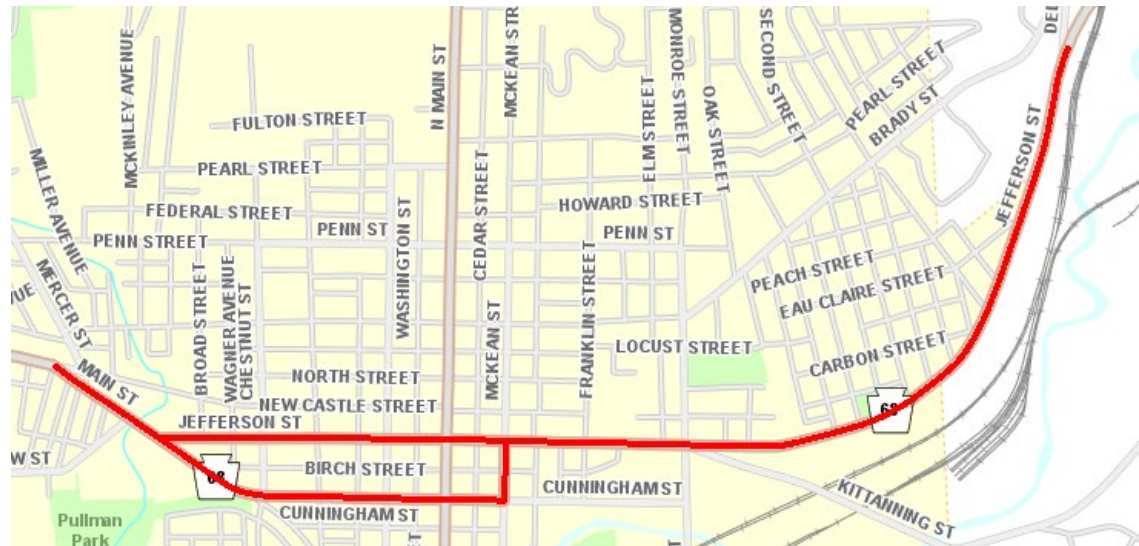 MCKINLEY AVENUE
N MAIN ST
MCKEAN STR
ELM STREET
MONROE STREET
OAK STREET
SECOND STREET
PEARL STREET
BRADY ST
DEL
FULTON STREET
PEARL STREET
MILLER AVENUE
FEDERAL STREET
PENN STREET
PENN ST
WASHINGTON ST
CEDAR STREET
HOWARD STREET
PENN ST
JEFFERSON ST
MERCER ST
UE
BROAD STREET
WAGNER AVENUE
CHESTNUT ST
PEACH STREET
EAU CLAIRE STREET
FRANKLIN STREET
MCKEAN ST
LOCUST STREET
CARBON STREET
MAIN ST
NORTH STREET
NEW CASTLE STREET
JEFFERSON ST
68
W ST
BIRCH STREET
68
CUNNINGHAM ST
CUNNINGHAM ST
KITTANNING ST
Pullman
Park
ET
T